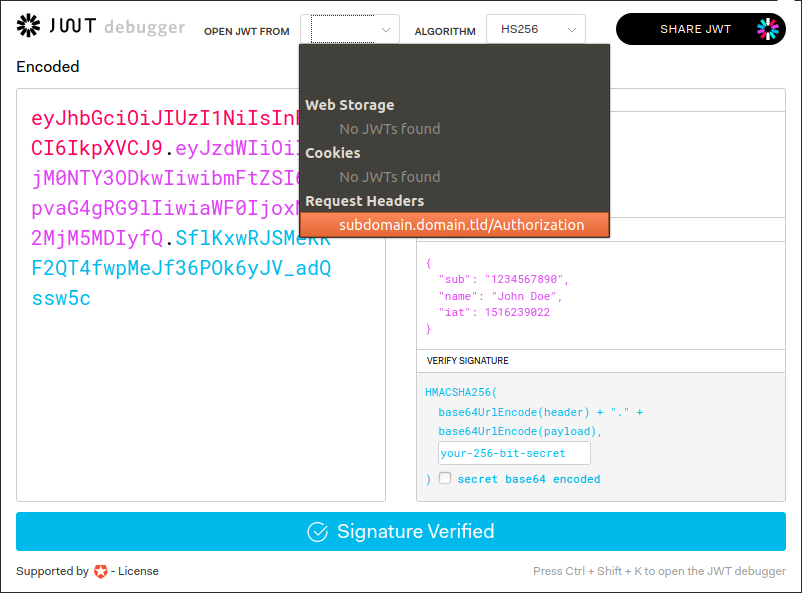 JWT debugger
OPEN JWT FROM
ALGORITHM
HS256
SHARE JWT
Encoded
Web Storage
No JWTs found
Cookies
No JWTs found
Request Headers
subdomain.domain.tld/Authorization
eyJhbGciOiJIUzI1NiIsInR
CI6IkpXVCJ9.eyJzdWIiOiI
jM0NTY3ODkwIiwibmFtZSI6
pvaG4gRG9lIiwiaWF0IjoxN
2MjM5MDIyfQ.SflKxwRJSMeKK
F2QT4fwpMeJf36POk6yJV_adQ
ssw5c
{
"sub": "1234567890",
"name": "John Doe",
"iat": 1516239022
}
VERIFY SIGNATURE
HMACSHA256(
base64UrlEncode(header) + "." +
base64UrlEncode(payload),
your-256-bit-secret
) secret base64 encoded
Signature Verified
Supported by - License
Press Ctrl + Shift + K to open the JWT debugger